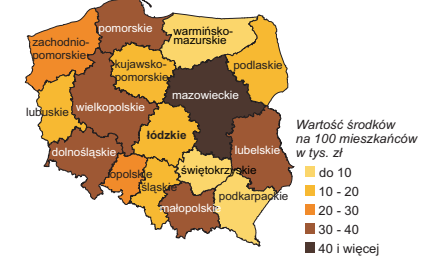 pomorskie
warmińsko-
mazurskie
zachodnio-
pomorskie
kujawsko-
pomorskie
podlaskie
mazowieckie
lubuskie
wielkopolskie
łódzkie
lubelskie
dolnośląskie
opolskie
śląskie
świętokrzyskie
podkarpackie
małopolskie
Wartość środków
na 100 mieszkańców
w tys. zł
do 10
10 - 20
20 - 30
30 - 40
40 i więcej